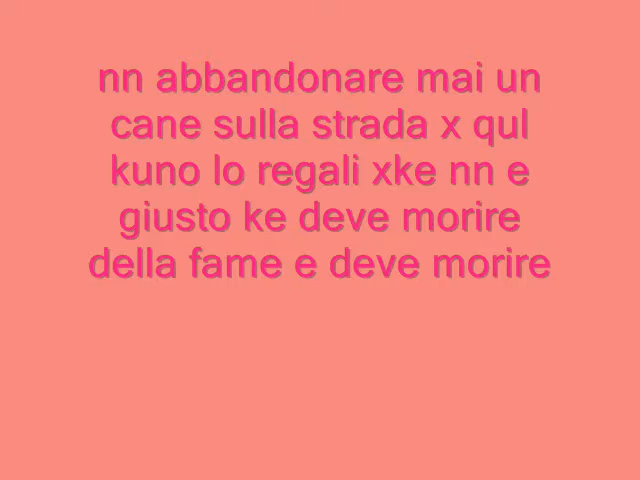 nn abbandonare mai un
cane sulla strada x qul
kuno lo regali xke nn e
giusto ke deve morire
della fame e deve morire